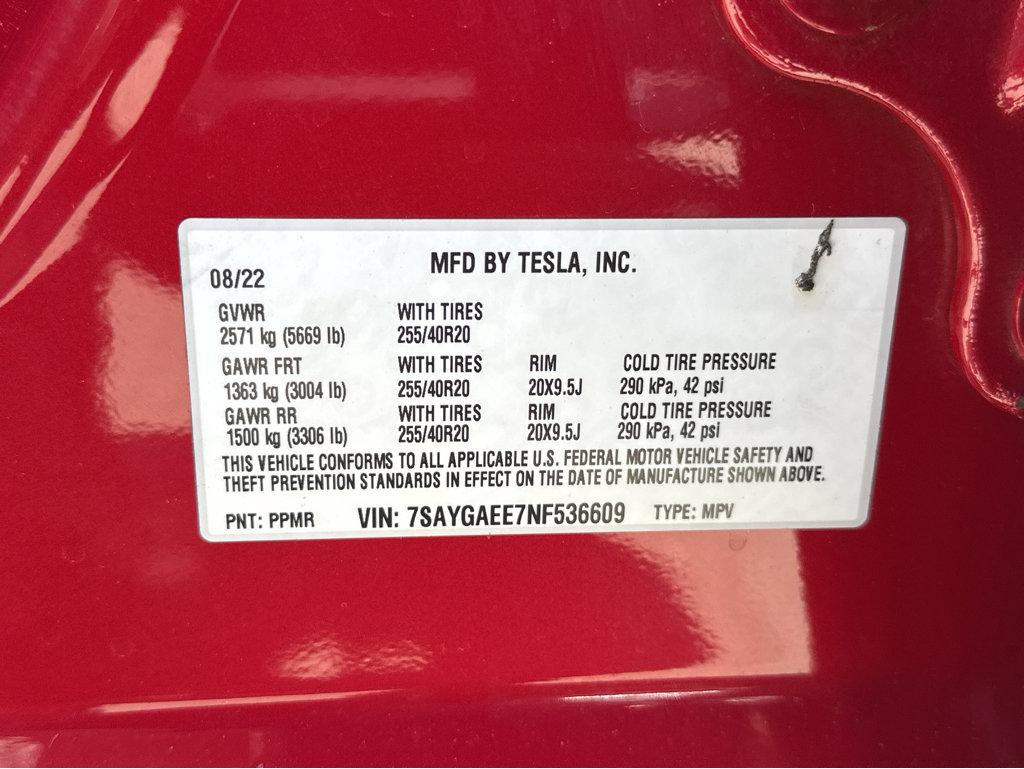 MFD BY TESLA, INC.
08/22
GVWR WITH TIRES
2571 kg (5669 lb) 255/40R20
GAWR FRT WITH TIRES RIM COLD TIRE PRESSURE
1363 kg (3004 lb) 255/40R20 20X9.5J 290 kPa, 42 psi
GAWR RR WITH TIRES RIM COLD TIRE PRESSURE
1500 kg (3306 lb) 255/40R20 20X9.5J 290 kPa, 42 psi
THIS VEHICLE CONFORMS TO ALL APPLICABLE U.S. FEDERAL MOTOR VEHICLE SAFETY AND
THEFT PREVENTION STANDARDS IN EFFECT ON THE DATE OF MANUFACTURE SHOWN ABOVE.
PNT: PPMR VIN: 7SAYGAEE7NF536609 TYPE: MPV